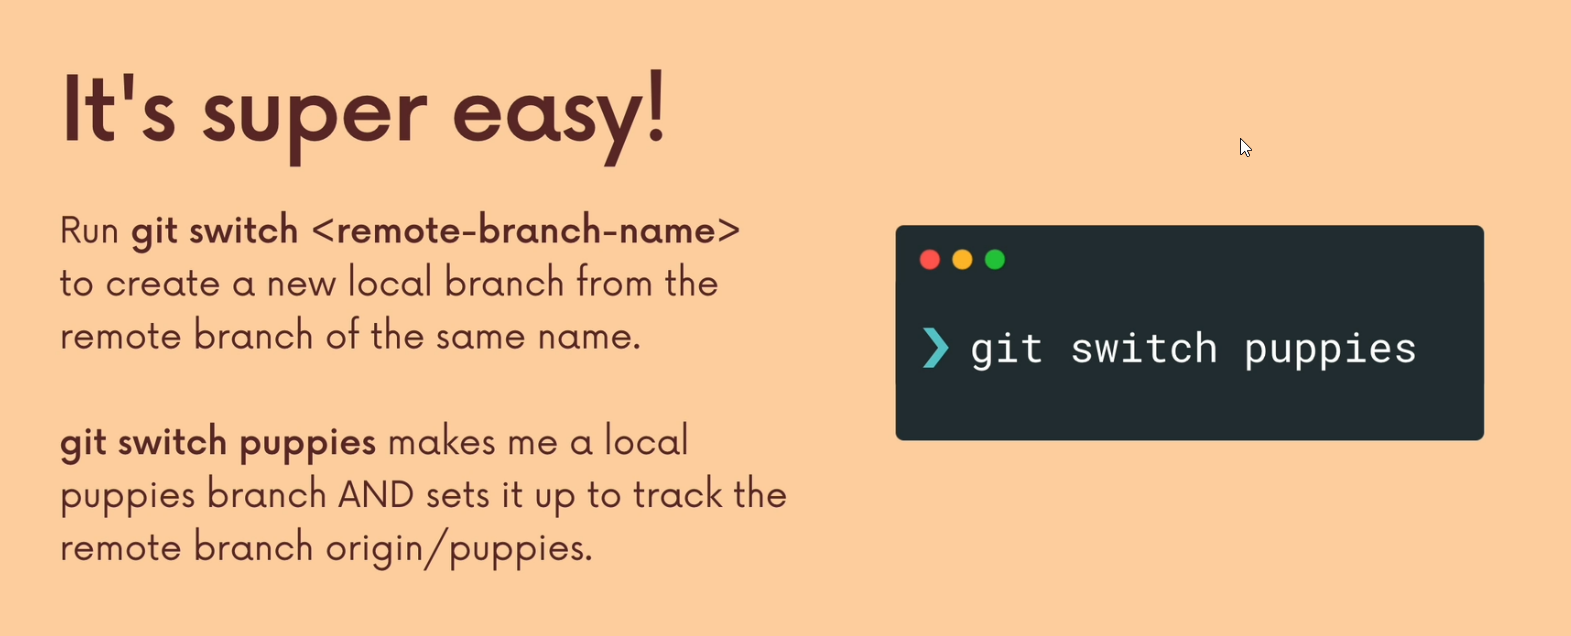 It's super easy!
Run git switch <remote-branch-name>
to create a new local branch from the
remote branch of the same name.
git switch puppies makes me a local
puppies branch AND sets it up to track the
remote branch origin/puppies.
❯ git switch puppies